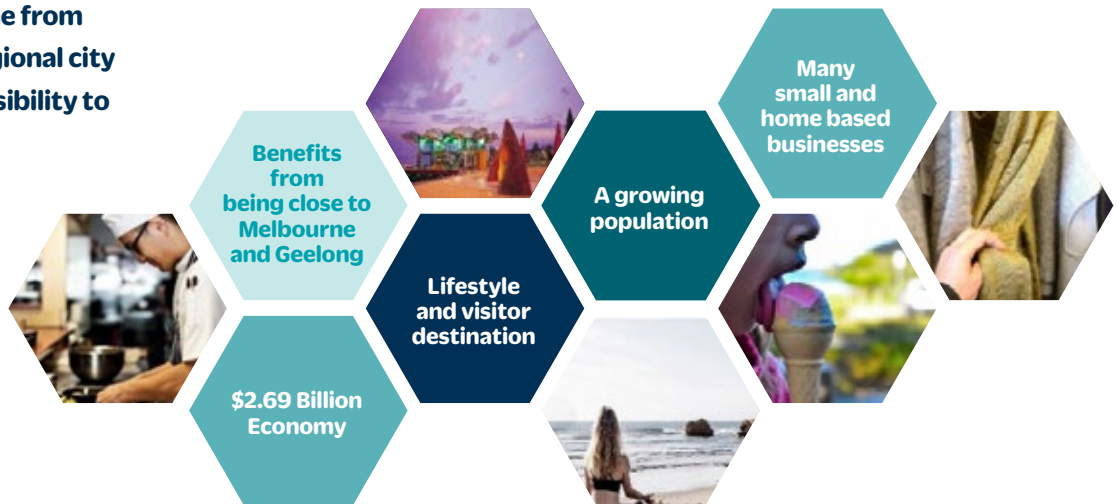 e from
gional city
sibility to
Many
small and
home based
businesses
Benefits
from
being close to
Melbourne
and Geelong
A growing
population
Lifestyle
and visitor
destination
$2.69 Billion
Economy